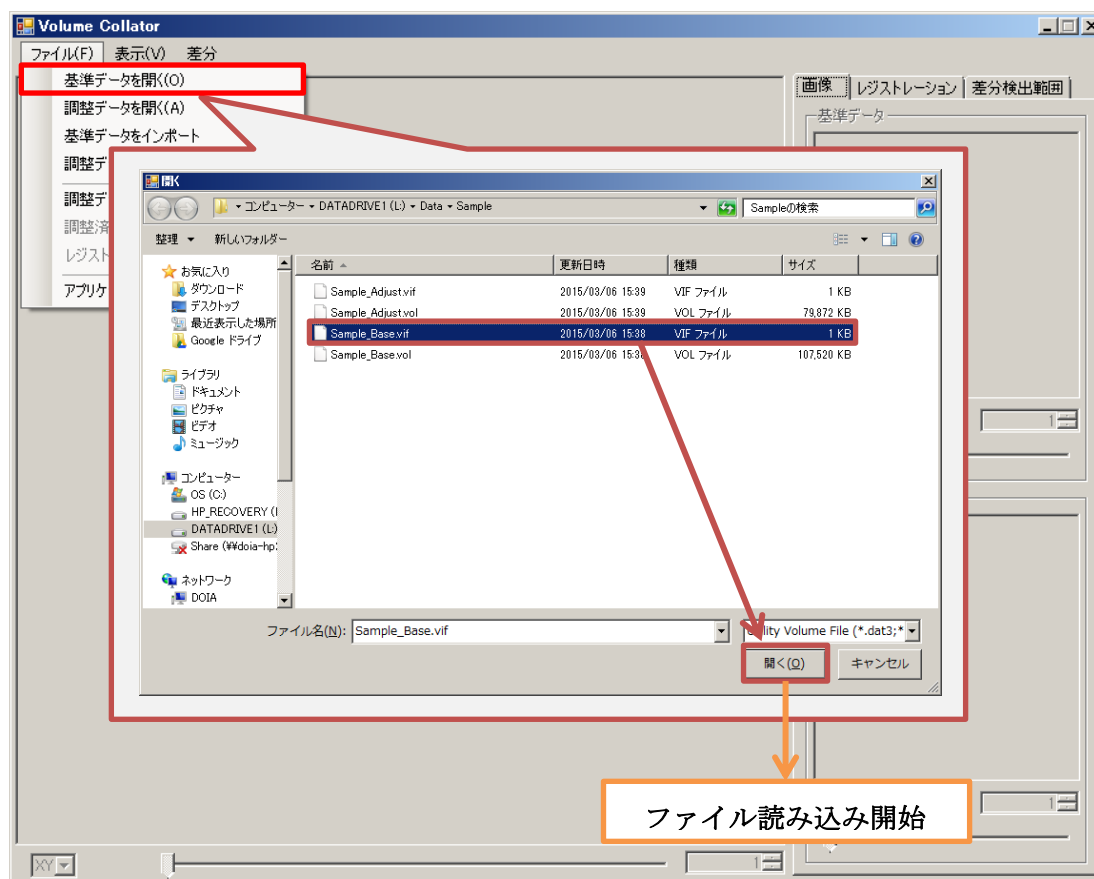 Volume Collator
ファイル(F) 表示(V) 差分
基準データを開く(O)
調整データを開く(A)
基準データをインポート
調整デ
調整デ
調整済
レジスト
アプリケ
画像 レジストレーション 差分検出範囲
基準データ
開く
コンピューター DATADRIVE1 (L:) Data Sample
Sampleの検索
整理 新しいフォルダー
お気に入り
ダウンロード
デスクトップ
最近表示した場所
Google ドライブ
ライブラリ
ドキュメント
ピクチャ
ビデオ
ミュージック
コンピューター
OS (C:)
HP_RECOVERY (
DATADRIVE1 (L:)
Share (¥¥doia-hp
ネットワーク
DOIA
名前 更新日時 種類 サイズ
Sample_Adjust.vif 2015/03/06 15:39 VIF ファイル 1 KB
Sample_Adjust.vol 2015/03/06 15:39 VOL ファイル 79,872 KB
Sample_Base.vif 2015/03/06 15:38 VIF ファイル 1 KB
Sample_Base.vol 2015/03/06 15:38 VOL ファイル 107,520 KB
ファイル名(N): Sample_Base.vif
Volume File (*.dat3;*
開く(O) キャンセル
ファイル読み込み開始
1
1
XY
1